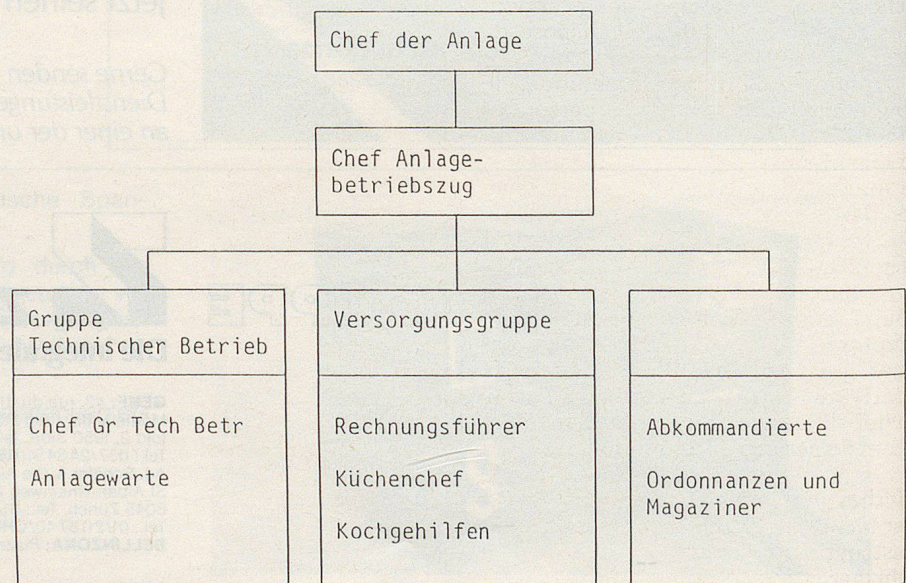 Chef der Anlage
Chef Anlage-
betriebszug
Gruppe
Technischer Betrieb
Chef Gr Tech Betr
Anlagewarte
Versorgungsgruppe
Rechnungsführer
Küchenchef
Kochgehilfen
Abkommandierte
Ordonnanzen und
Magaziner